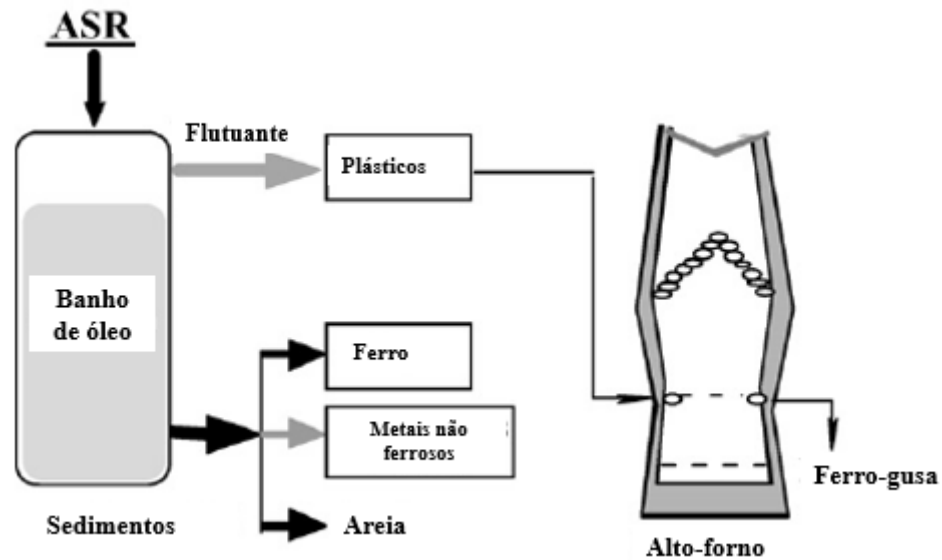 ASR
Flutuante
Plásticos
Banho
de óleo
Ferro
Metais não
ferrosos
Sedimentos
Areia
Ferro-gusa
Alto-forno